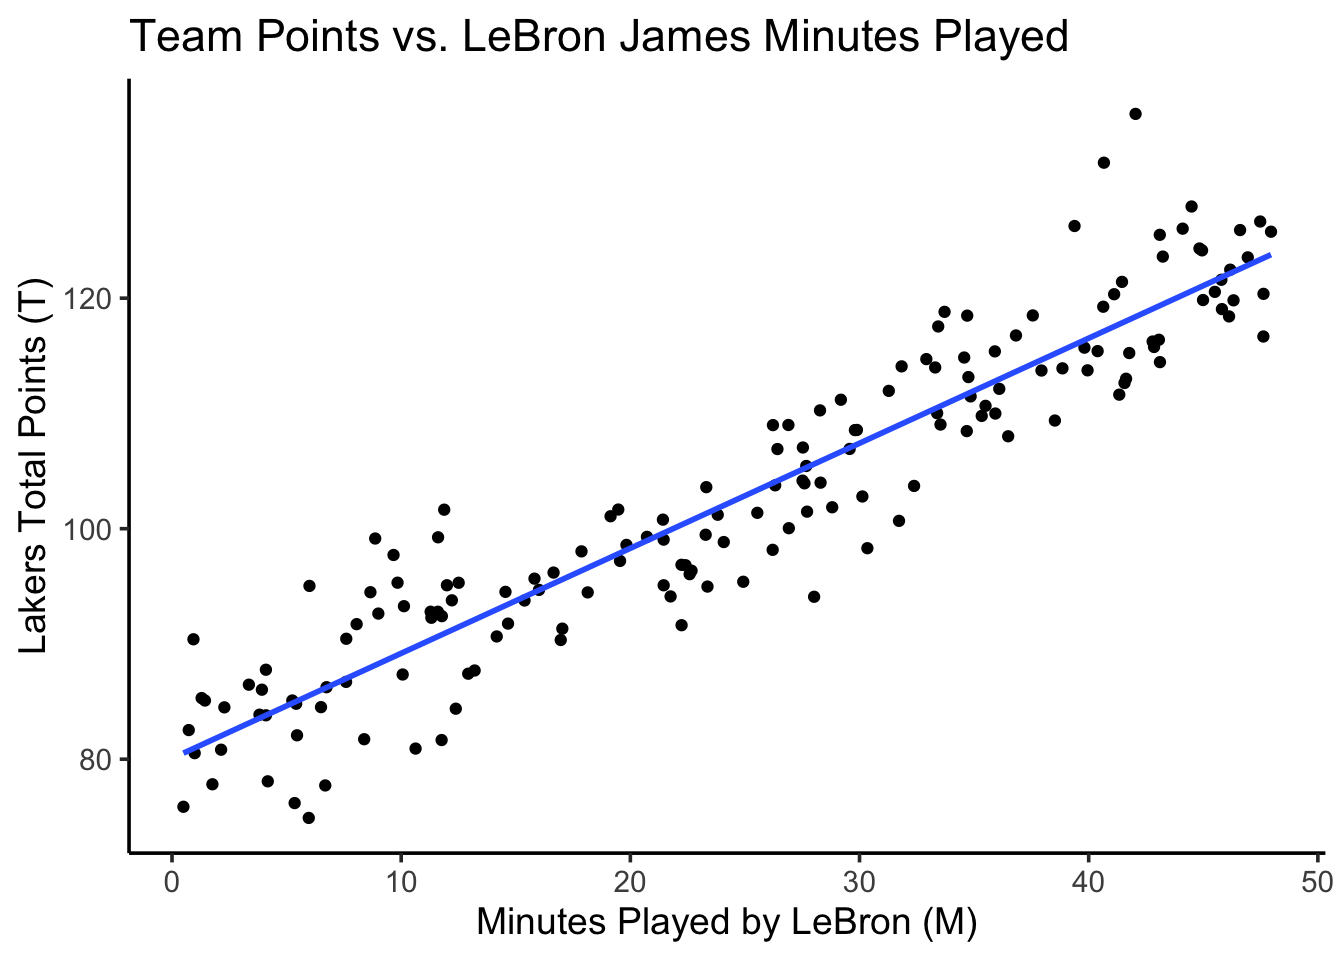 Team Points vs. LeBron James Minutes Played
Lakers Total Points (T)
120
100
80
0 10 20 30 40 50
Minutes Played by LeBron (M)